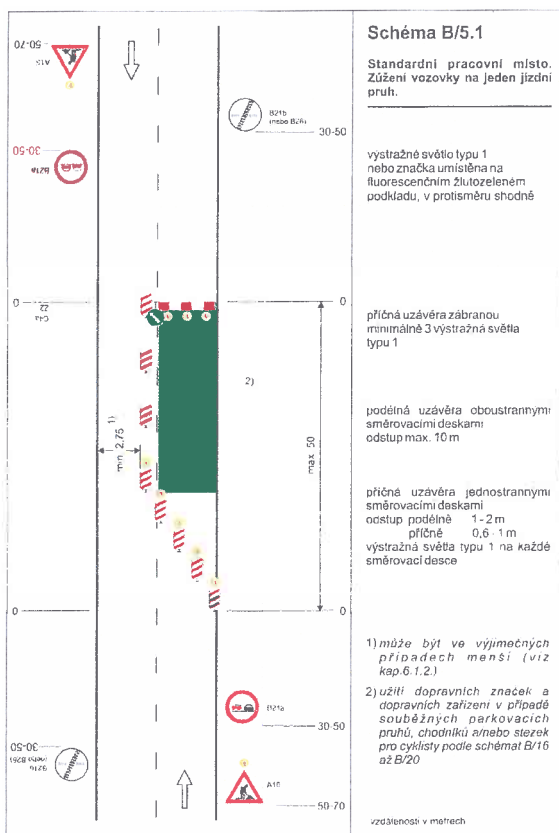 Schéma B/5.1
Standardní pracovní místo.
Zúžení vozovky na jeden jízdní
pruh.
50-70
A15
B21b
(nebo B26)
30-50
30-50
B21a
výstražné světlo typu 1
nebo značka umístěna na
fluorescenčním žlutozeleném
podkladu, v protisměru shodně
0
0
Z2
C4a
příčná uzávěra zábranou
minimálně 3 výstražná světla
typu 1
2)
podélná uzávěra oboustrannými
směrovacími deskami
odstup max. 10 m
min 2,75 1)
max 50
příčná uzávěra jednostrannými
směrovacími deskami
odstup podélně 1 - 2 m
příčně 0,6 - 1 m
výstražná světla typu 1 na každé
směrovací desce
0
0
1) může být ve výjimečných
případech menší (viz
kap.6.1.2.)
2) užití dopravních značek a
dopravních zařízení v případě
souběžných parkovacích
pruhů, chodníků a/nebo stezek
pro cyklisty podle schémat B/16
až B/20
B21a
30-50
30-50
B21b
(nebo B26)
A15
50-70
vzdálenosti v metrech